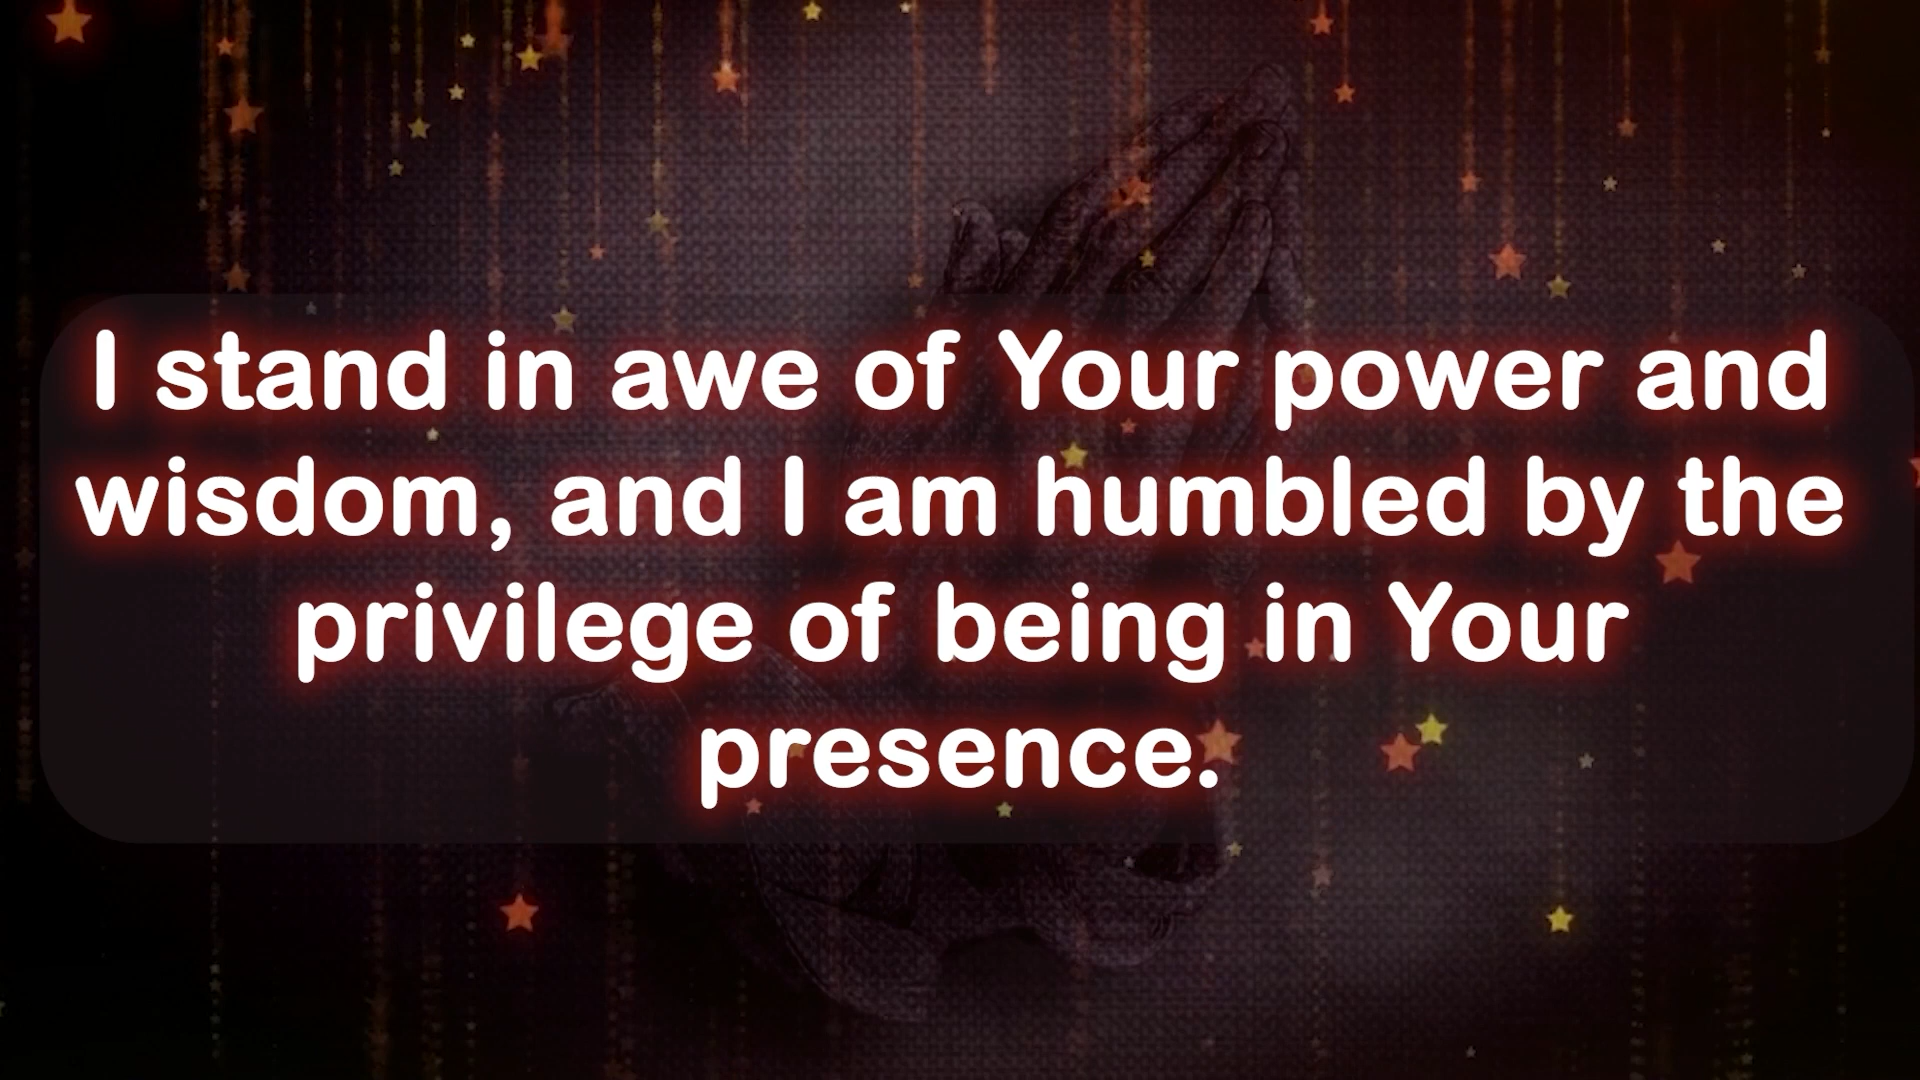 I stand in awe of Your power and
wisdom, and I am humbled by the
privilege of being in Your
presence.